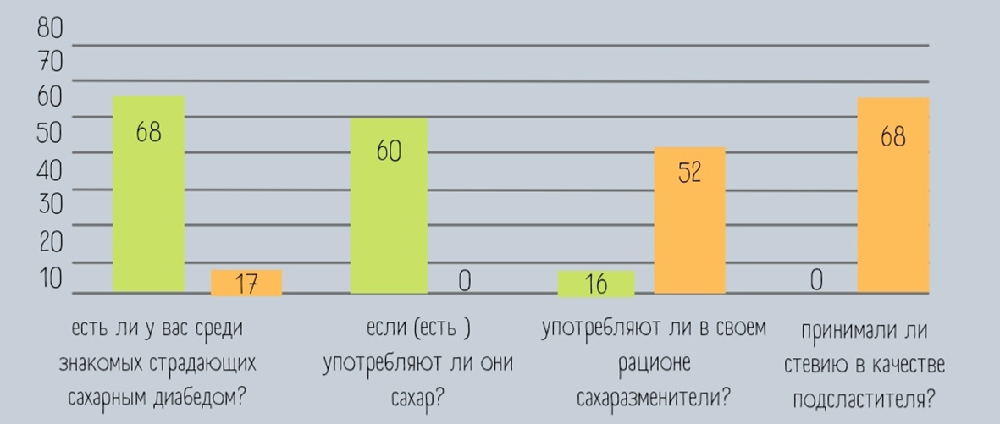 80
70
60
50
40
30
20
10
68
17
60
0
16
52
0
68
есть ли у вас среди
знакомых страдающих
сахарным диабедом?
если (есть )
употребляют ли они
сахар?
употребляют ли в своем
рационе
сахаразменители?
принимали ли
стевию в качестве
подсластителя?